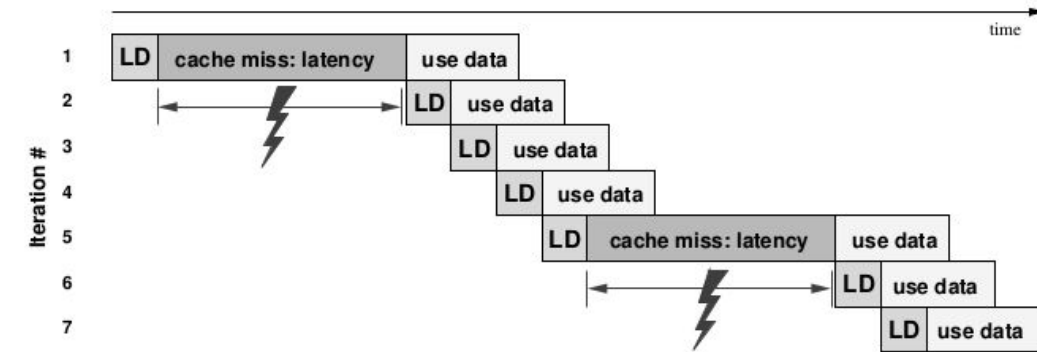 time
1 LD cache miss: latency use data
2 LD use data
3 LD use data
4 LD use data
5 LD cache miss: latency use data
6 LD use data
7 LD use data
Iteration #